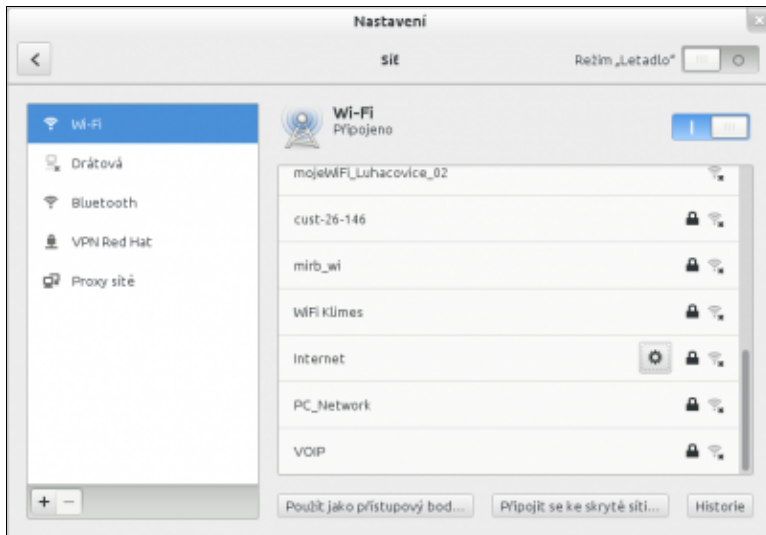 Nastavení
Síť
Režim „Letadlo“
Wi-Fi
Drátová
Bluetooth
VPN Red Hat
Proxy sítě
Wi-Fi
Připojeno
mojeWiFi_Luhacovice_02
cust-26-146
mirb_wi
WiFi Klimes
Internet
PC_Network
VOIP
Použít jako přístupový bod...
Připojit se ke skryté síti...
Historie